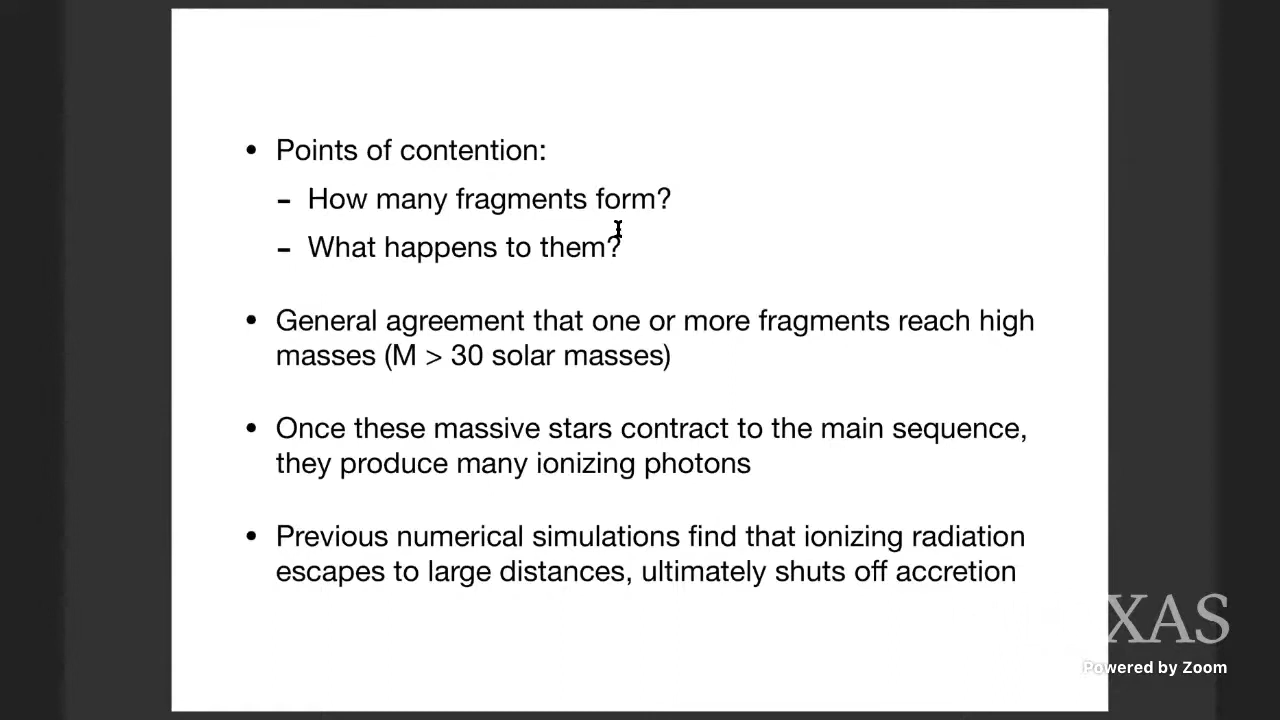 • Points of contention:
– How many fragments form?
– What happens to them?
• General agreement that one or more fragments reach high
masses (M > 30 solar masses)
• Once these massive stars contract to the main sequence,
they produce many ionizing photons
• Previous numerical simulations find that ionizing radiation
escapes to large distances, ultimately shuts off accretion
XAS
Powered by Zoom